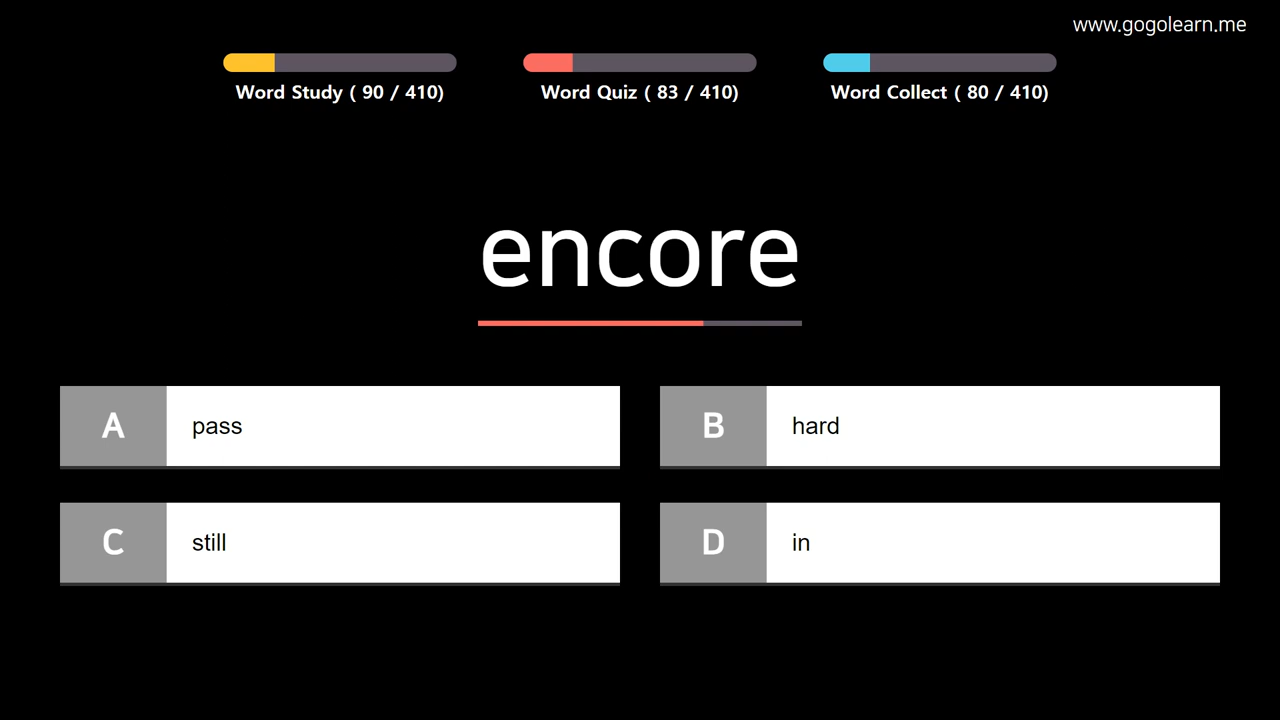 www.gogolearn.me
Word Study ( 90 / 410)
Word Quiz ( 83 / 410)
Word Collect ( 80 / 410)
encore
A pass
B hard
C still
D in